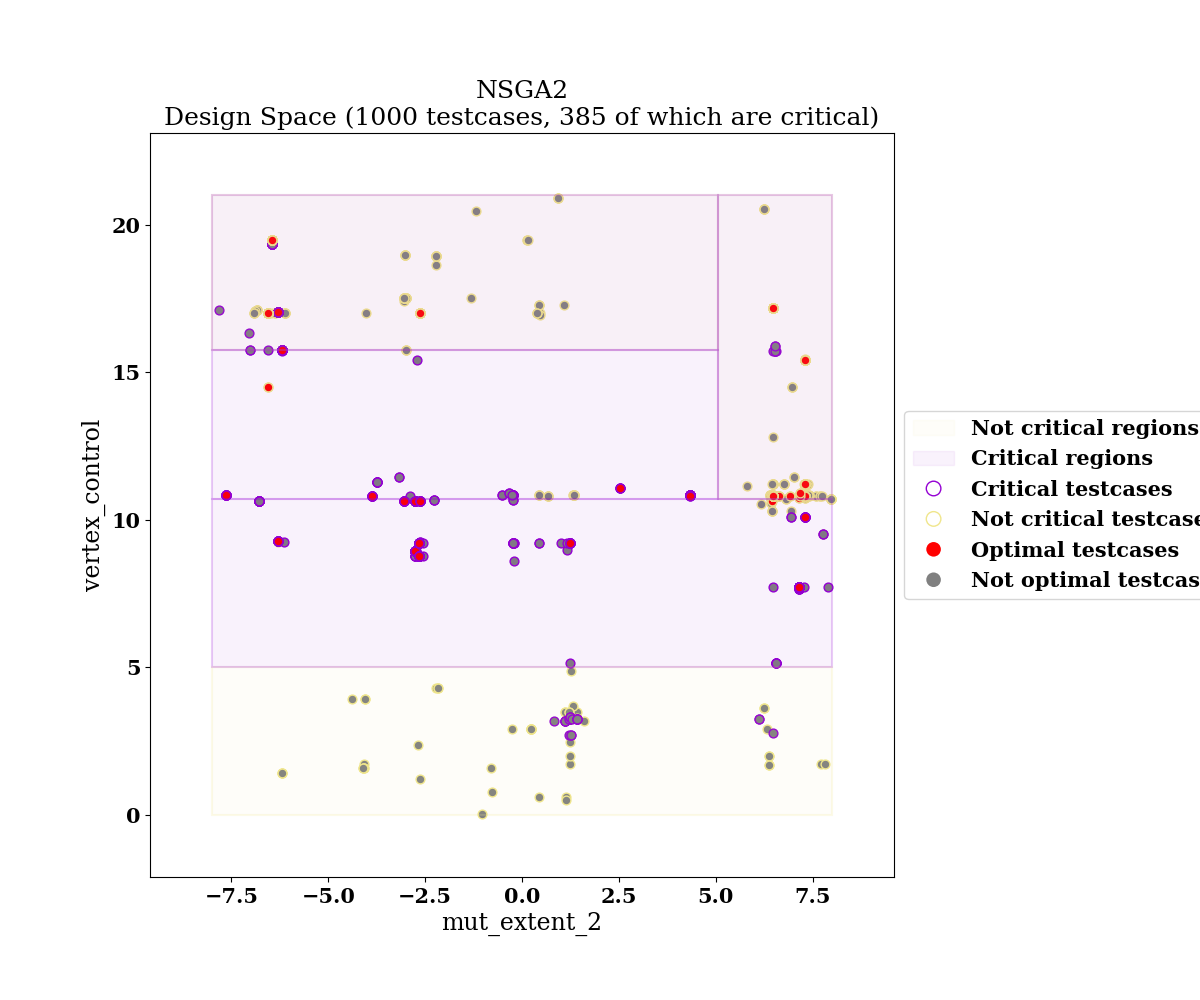 NSGA2
Design Space (1000 testcases, 385 of which are critical)
20
15
10
5
0
vertex_control
−7.5 −5.0 −2.5 0.0 2.5 5.0 7.5
mut_extent_2
Not critical regions
Critical regions
Critical testcases
Not critical testcase
Optimal testcases
Not optimal testcas